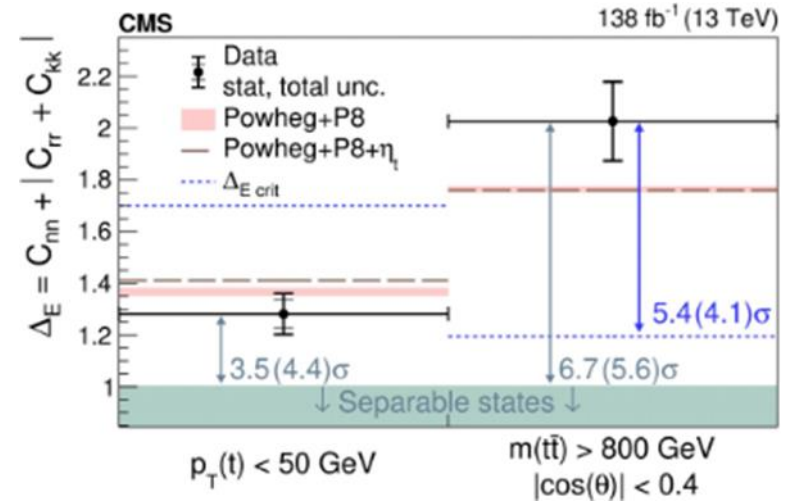 CMS
138 fb⁻¹ (13 TeV)
Δ_E = C_nn + | C_rr + C_kk |
2.2
2
1.8
1.6
1.4
1.2
1
Data
stat, total unc.
Powheg+P8
Powheg+P8+η_t
Δ_E crit
3.5(4.4)σ
6.7(5.6)σ
5.4(4.1)σ
↓ Separable states ↓
p_T(t) < 50 GeV
m(tt̄) > 800 GeV
|cos(θ)| < 0.4